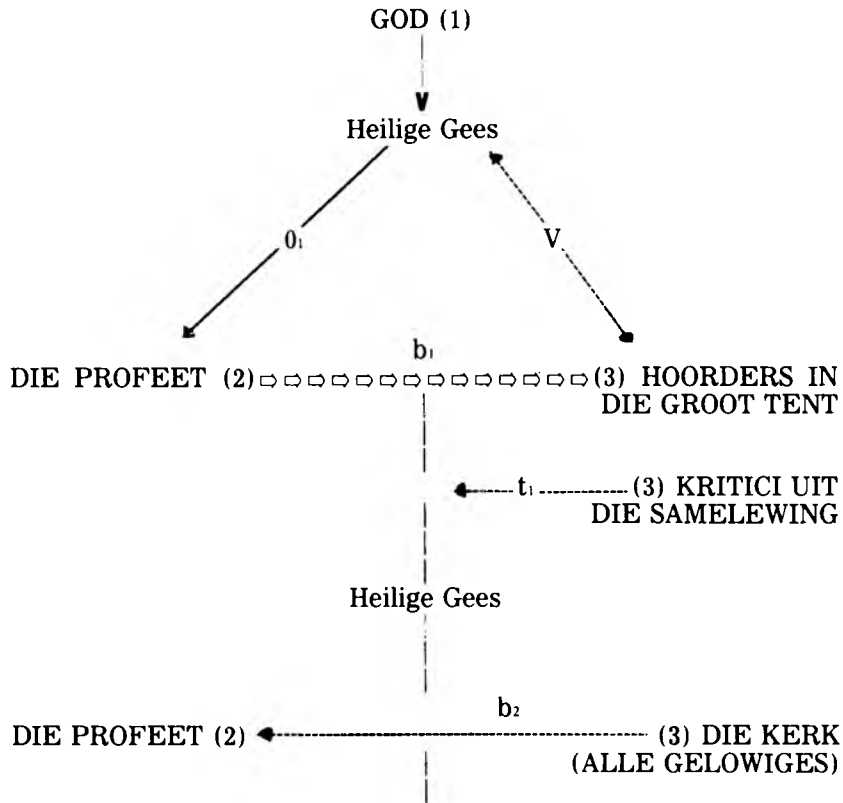 GOD (1)
Heilige Gees
0₁
V
b₁
DIE PROFEET (2) (3) HOORDERS IN
DIE GROOT TENT
t₁ (3) KRITICI UIT
DIE SAMELEWING
Heilige Gees
b₂
DIE PROFEET (2) (3) DIE KERK
(ALLE GELOWIGES)